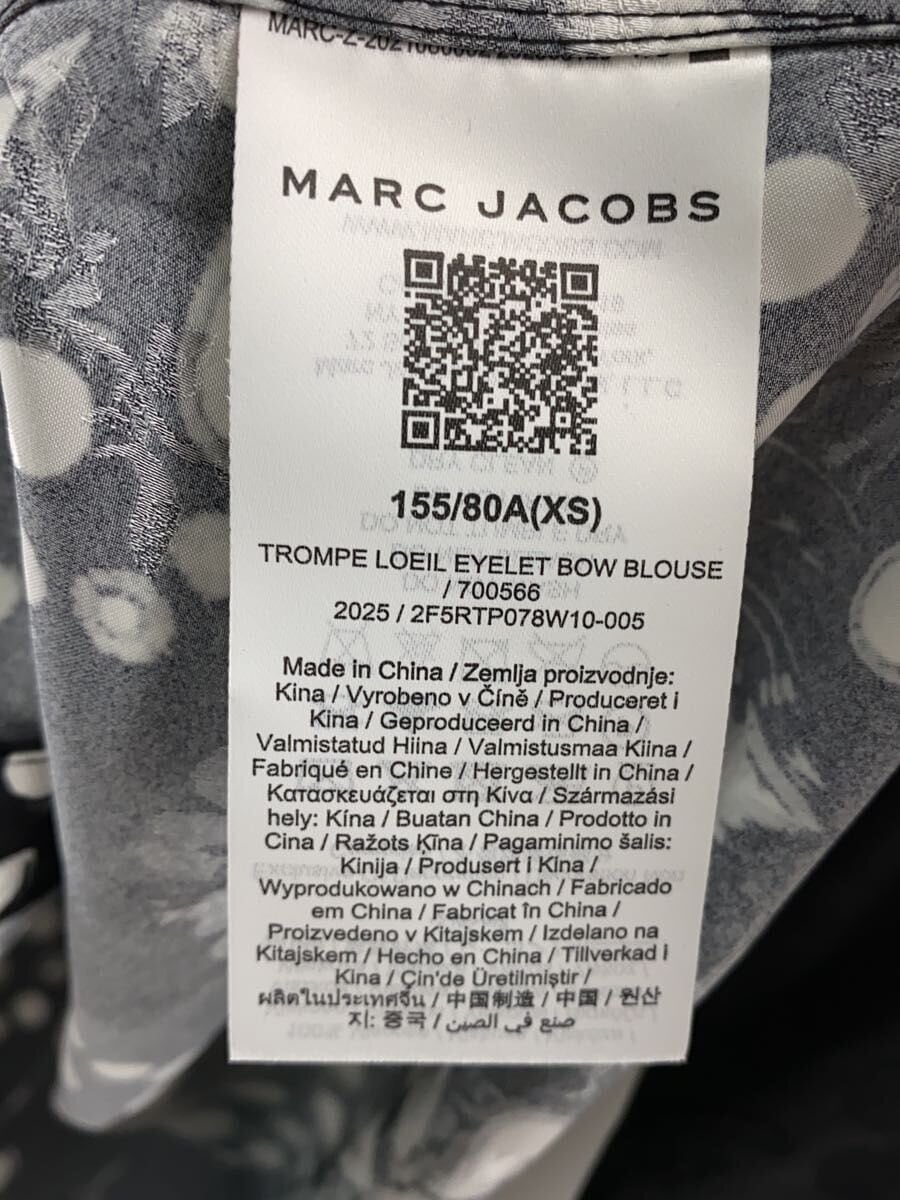 MARC JACOBS
155/80A(XS)
TROMPE LOEIL EYELET BOW BLOUSE
/ 700566
2025 / 2F5RTP078W10-005
Made in China / Zemlja proizvodnje:
Kina / Vyrobeno v Číně / Produceret i
Kina / Geproduceerd in China /
Valmistatud Hiina / Valmistusmaa Kiina /
Fabriqué en Chine / Hergestellt in China /
Κατασκευάζεται στη Κίνα / Származási
hely: Kína / Buatan China / Prodotto in
Cina / Ražots Ķīna / Pagaminimo šalis:
Kinija / Produsert i Kina /
Wyprodukowano w Chinach / Fabricado
em China / Fabricat în China /
Proizvedeno v Kitajskem / Izdelano na
Kitajskem / Hecho en China / Tillverkad i
Kina / Çin'de Üretilmiştir /
ผลิตในประเทศจีน / 中国制造 / 中国 / 원산
지: 중국 / صنع في الصين